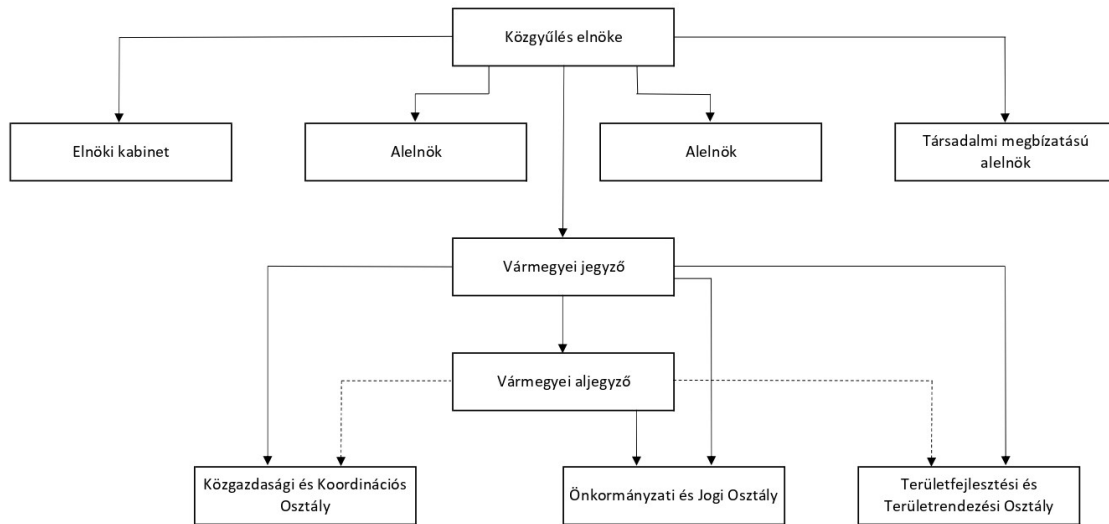 Közgyűlés elnöke
Elnöki kabinet
Alelnök
Alelnök
Társadalmi megbízatású
alelnök
Vármegyei jegyző
Vármegyei aljegyző
Közgazdasági és Koordinációs
Osztály
Önkormányzati és Jogi Osztály
Területfejlesztési és
Területrendezési Osztály